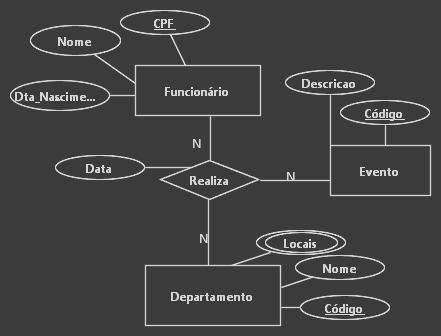 CPF
Nome
Funcionário
Dta_Nascime...
Descricao
Código
N
Data
Realiza
N
Evento
N
Locais
Nome
Departamento
Código